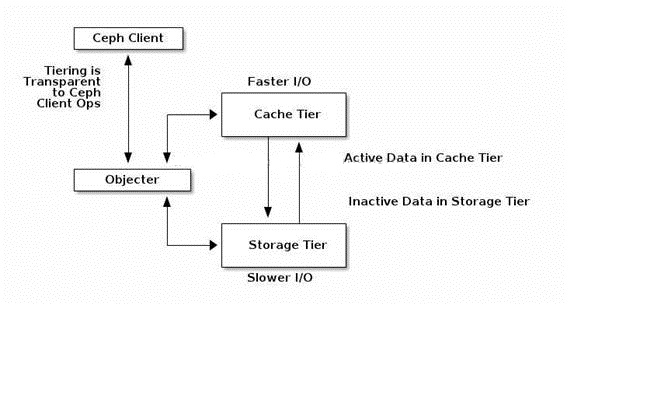 Ceph Client
Tiering is
Transparent
to Ceph
Client Ops
Faster I/O
Cache Tier
Active Data in Cache Tier
Objecter
Inactive Data in Storage Tier
Storage Tier
Slower I/O